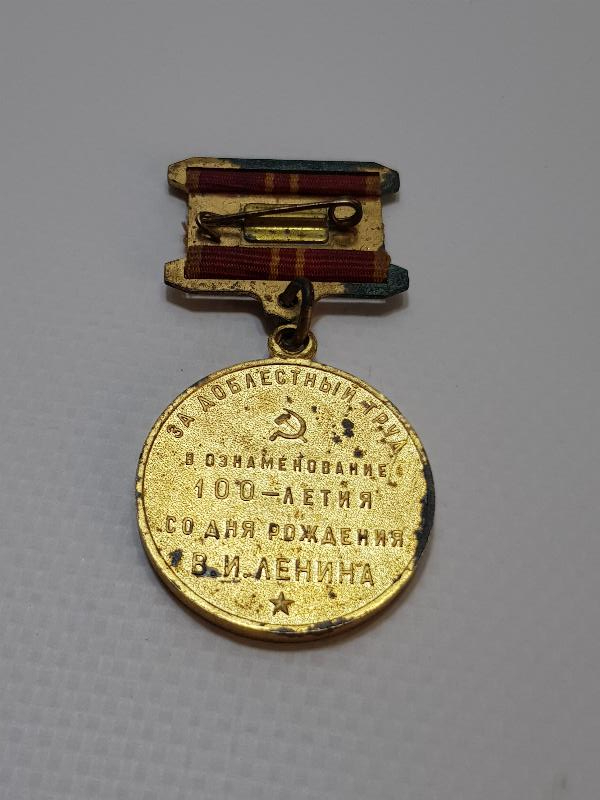 ЗА ДОБЛЕСТНЫЙ ТРУД
В ОЗНАМЕНОВАНИЕ
100-ЛЕТИЯ
СО ДНЯ РОЖДЕНИЯ
В.И.ЛЕНИНА